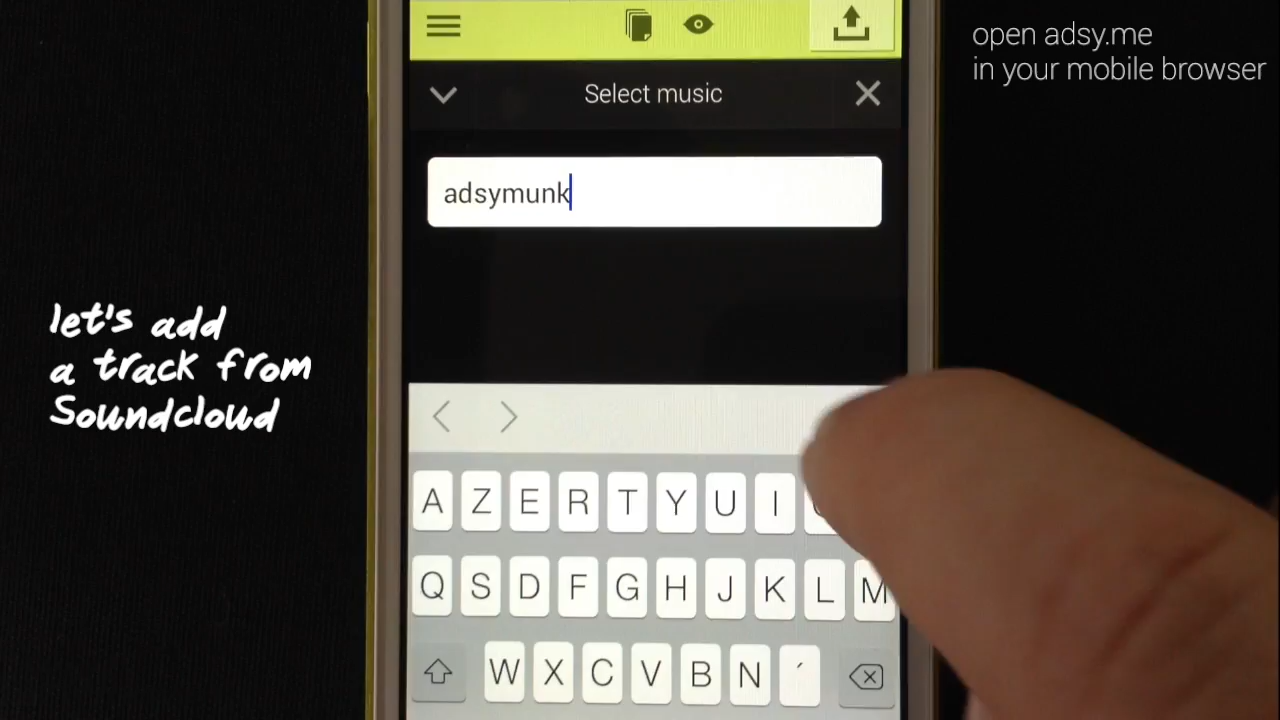 open adsy.me
in your mobile browser
Select music
adsymunk
let's add
a track from
Soundcloud
A Z E R T Y U I
Q S D F G H J K L M
W X C V B N ´